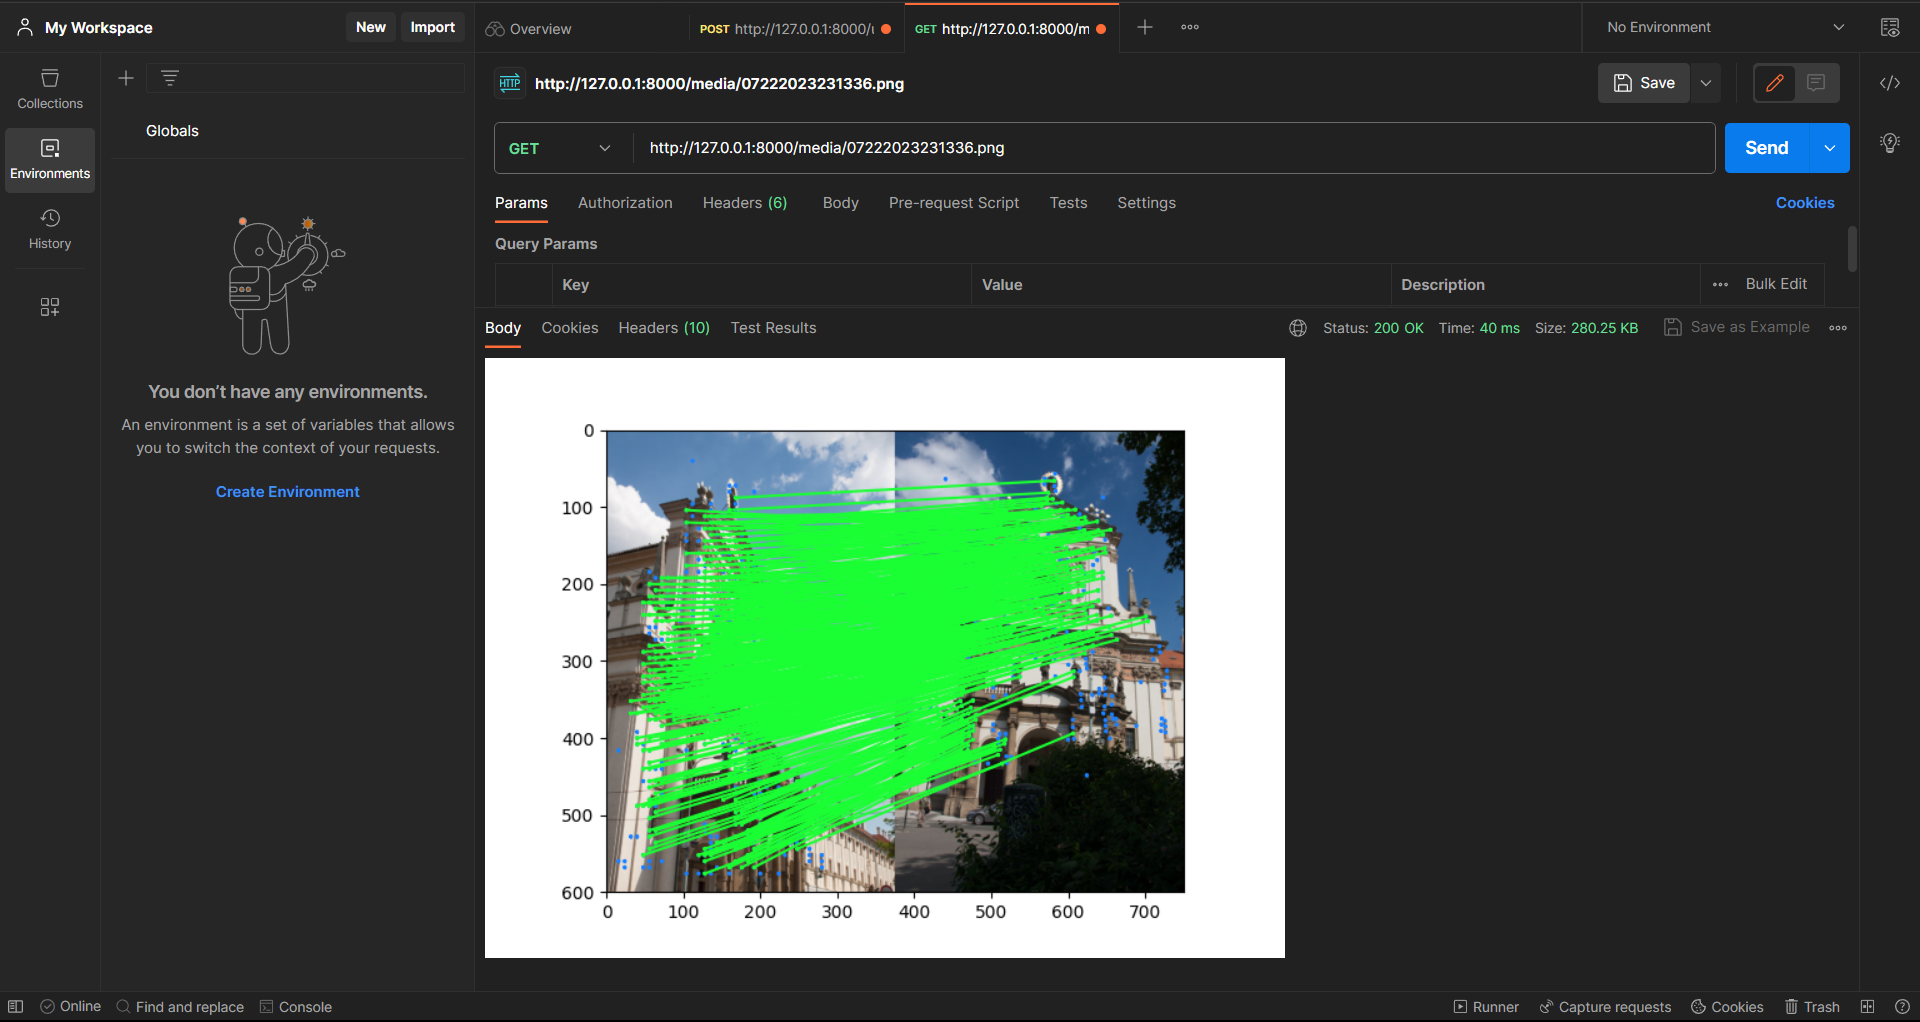 My Workspace
New
Import
Overview
POST http://127.0.0.1:8000/
GET http://127.0.0.1:8000/m
No Environment
Collections
Environments
History
Globals
You don’t have any environments.
An environment is a set of variables that allows
you to switch the context of your requests.
Create Environment
HTTP
http://127.0.0.1:8000/media/07222023231336.png
Save
GET
http://127.0.0.1:8000/media/07222023231336.png
Send
Params
Authorization
Headers (6)
Body
Pre-request Script
Tests
Settings
Cookies
Query Params
Key
Value
Description
Bulk Edit
Body
Cookies
Headers (10)
Test Results
Status: 200 OK
Time: 40 ms
Size: 280.25 KB
Save as Example
0
100
200
300
400
500
600
0
100
200
300
400
500
600
700
Online
Find and replace
Console
Runner
Capture requests
Cookies
Trash